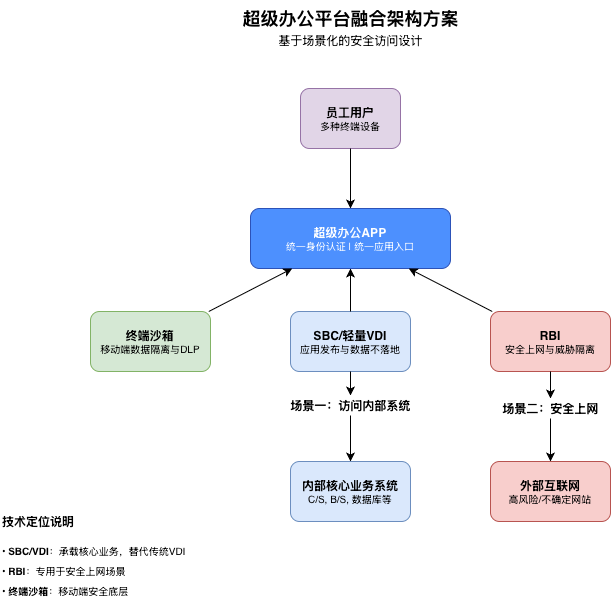 超级办公平台融合架构方案
基于场景化的安全访问设计
员工用户
多种终端设备
超级办公APP
统一身份认证 | 统一应用入口
终端沙箱
移动端数据隔离与DLP
SBC/轻量VDI
应用发布与数据不落地
RBI
安全上网与威胁隔离
场景一：访问内部系统
场景二：安全上网
内部核心业务系统
C/S, B/S, 数据库等
外部互联网
高风险/不确定网站
技术定位说明
• SBC/VDI：承载核心业务，替代传统VDI
• RBI：专用于安全上网场景
• 终端沙箱：移动端安全底层